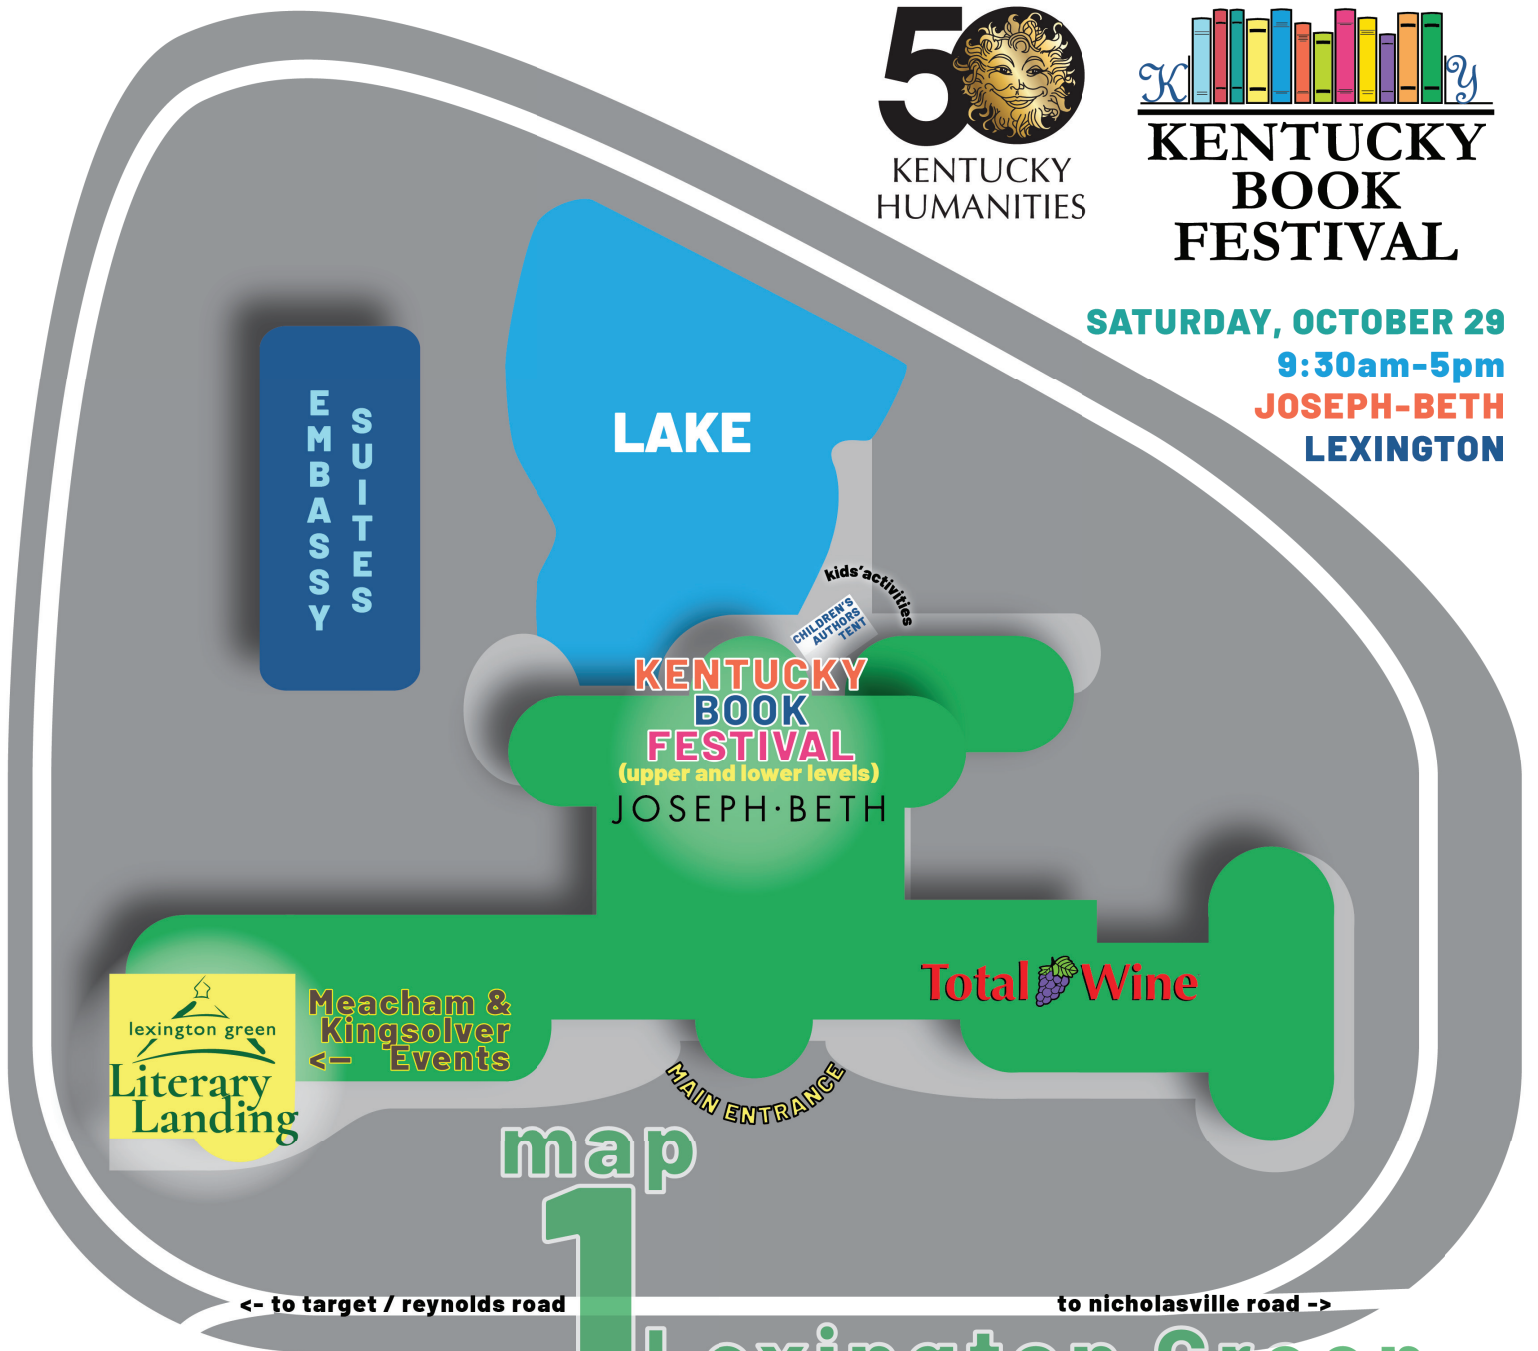 50
KENTUCKY
HUMANITIES
K Y
KENTUCKY
BOOK
FESTIVAL
SATURDAY, OCTOBER 29
9:30am-5pm
JOSEPH-BETH
LEXINGTON
EMBASSY
SUITES
LAKE
kids' activities
CHILDREN'S
AUTHORS
TENT
KENTUCKY
BOOK
FESTIVAL
(upper and lower levels)
JOSEPH·BETH
Total Wine
lexington green
Literary
Landing
Meacham &
Kingsolver
<— Events
MAIN ENTRANCE
map
1
<- to target / reynolds road
to nicholasville road ->
Lexington Green